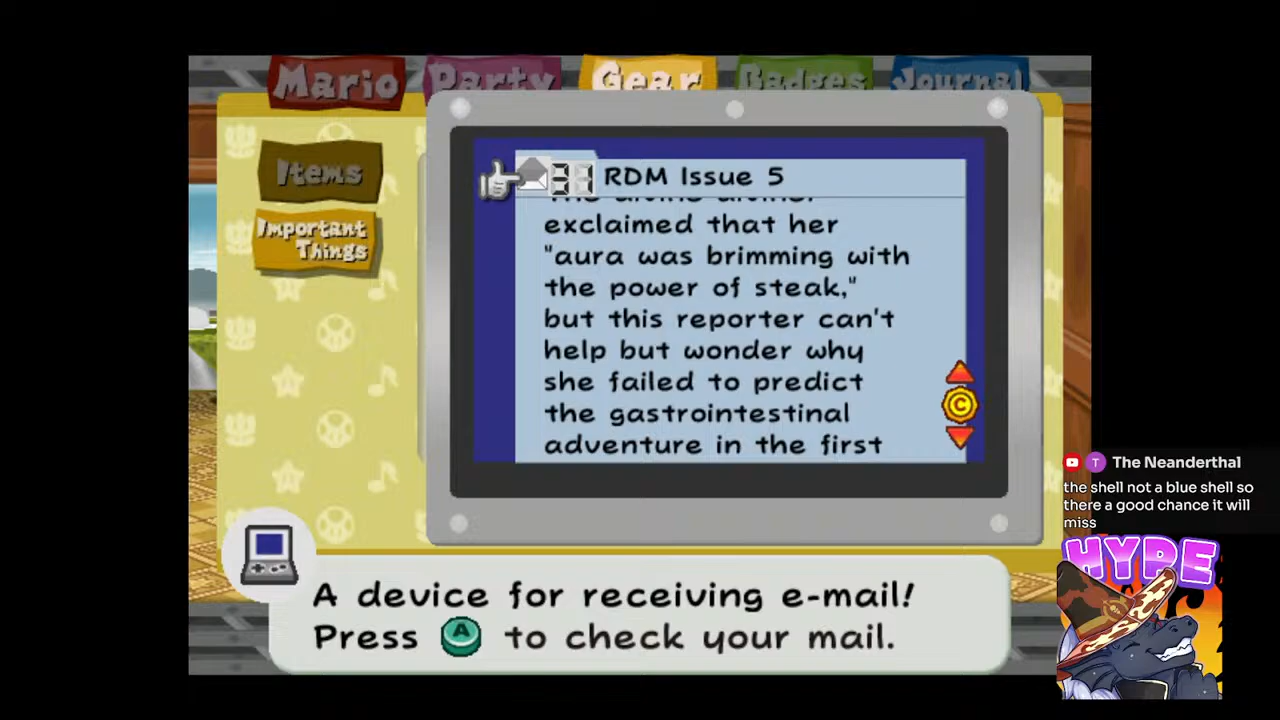 Mario Party Gear Badges Journal
Items
Important
Things
31 RDM Issue 5
exclaimed that her
"aura was brimming with
the power of steak,"
but this reporter can't
help but wonder why
she failed to predict
the gastrointestinal
adventure in the first
C
A device for receiving e-mail!
Press A to check your mail.
T The Neanderthal
the shell not a blue shell so
there a good chance it will
miss
HYPE